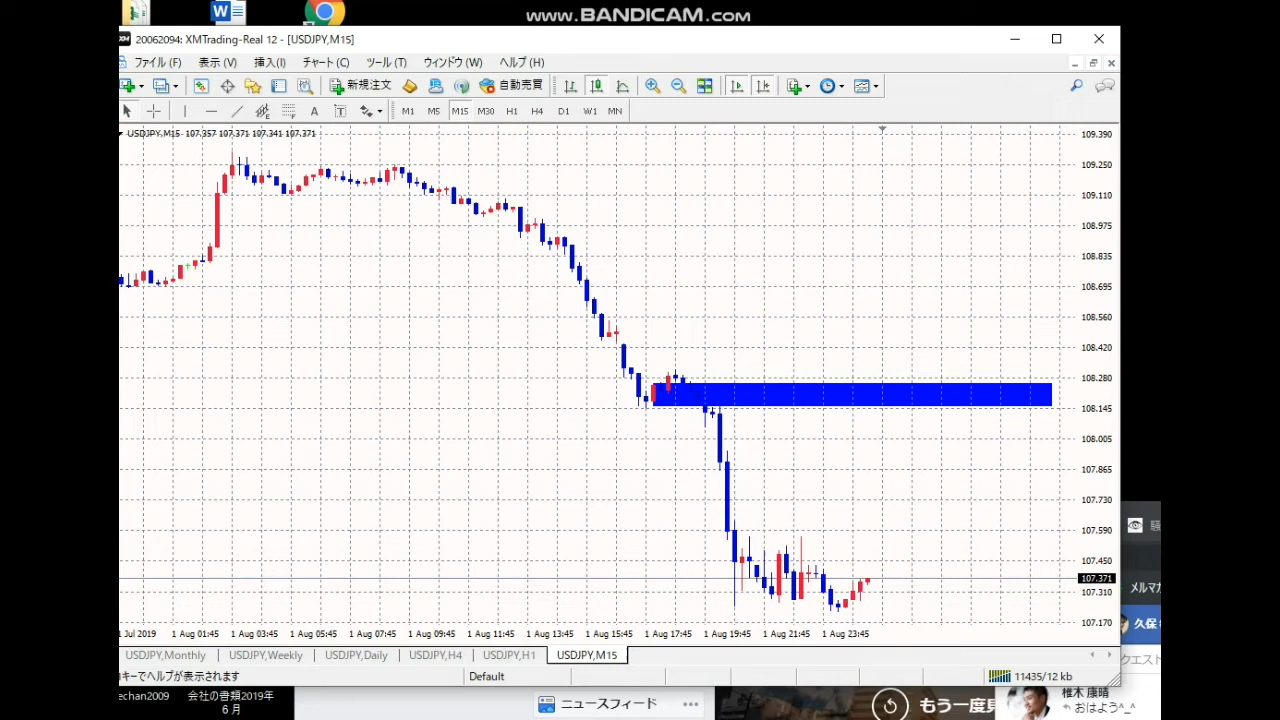 www.BANDICAM.com
20062094: XMTrading-Real 12 - [USDJPY,M15]
ファイル (F) 表示 (V) 挿入(I) チャート (C) ツール (T) ウィンドウ (W) ヘルプ (H)
新規注文 自動売買
M1 M5 M15 M30 H1 H4 D1 W1 MN
USDJPY,M15 107.357 107.371 107.341 107.371
109.390
109.250
109.110
108.975
108.835
108.695
108.560
108.420
108.280
108.145
108.005
107.865
107.730
107.590
107.450
107.371
107.310
107.170
1 Jul 2019 1 Aug 01:45 1 Aug 03:45 1 Aug 05:45 1 Aug 07:45 1 Aug 09:45 1 Aug 11:45 1 Aug 13:45 1 Aug 15:45 1 Aug 17:45 1 Aug 19:45 1 Aug 21:45 1 Aug 23:45
USDJPY,Monthly USDJPY,Weekly USDJPY,Daily USDJPY,H4 USDJPY,H1 USDJPY,M15
キーでヘルプが表示されます Default 11435/12 kb
echan2009 会社の書類2019年
6月
ニュースフィード
もう一度見
メルマガ
久保
クエスト
椎木 康晴
おはよう^_^